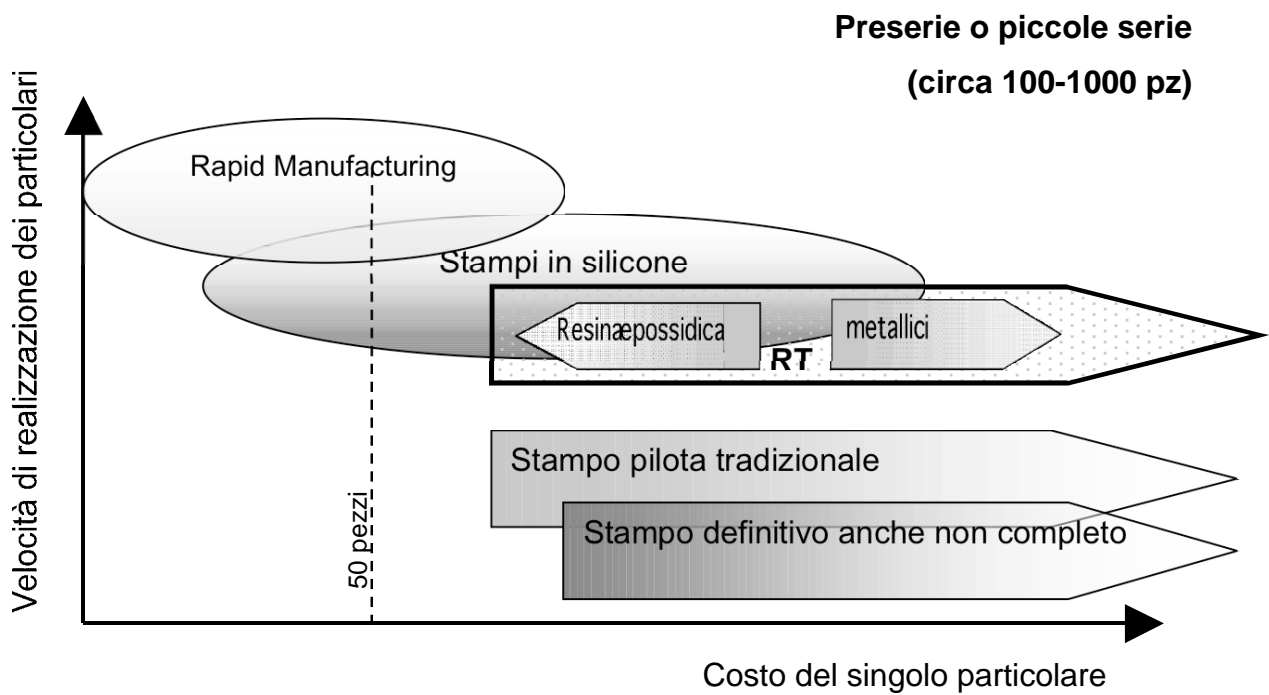 Preserie o piccole serie
(circa 100-1000 pz)
Velocità di realizzazione dei particolari
Rapid Manufacturing
Stampi in silicone
Resinæpossidica
metallici
RT
Stampo pilota tradizionale
50 pezzi
Stampo definitivo anche non completo
Costo del singolo particolare